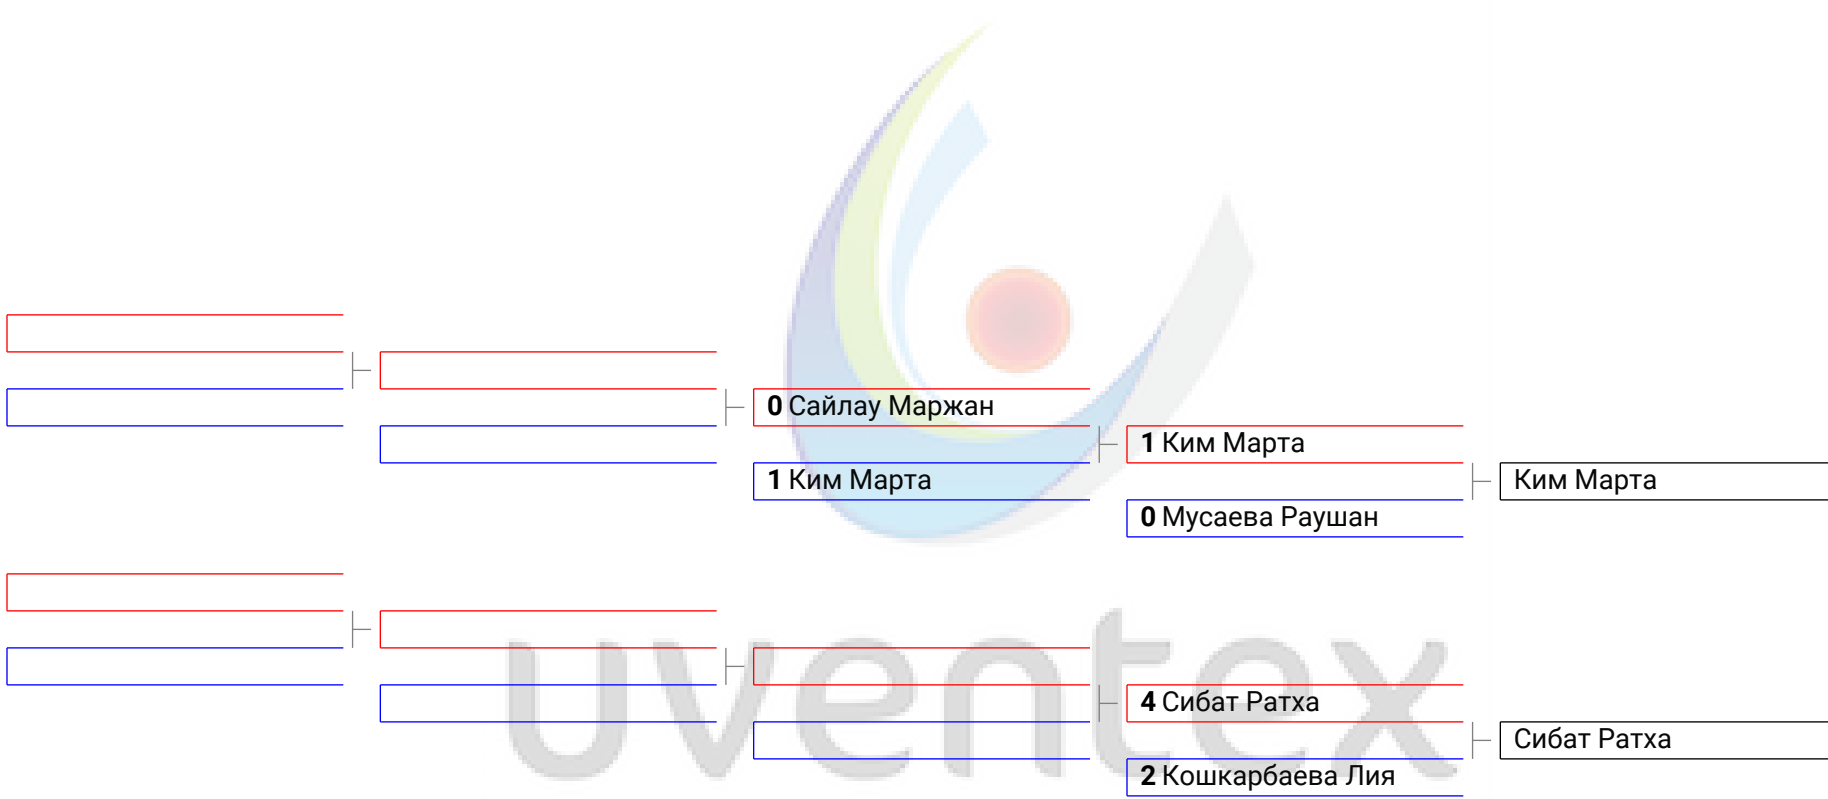 0 Сайлау Маржан
1 Ким Марта
1 Ким Марта
Ким Марта
0 Мусаева Раушан
uventex
4 Сибат Ратха
Сибат Ратха
2 Кошкарбаева Лия